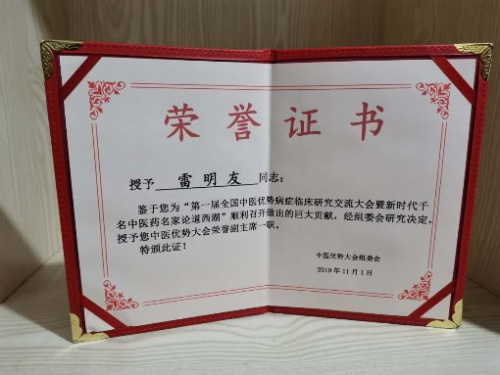 荣誉证书
授予 雷明友 同志：
鉴于您为“第一届全国中医优势病症临床研究交流大会暨新时代千
名中医药名家论道西湖”顺利召开做出的巨大贡献，经组委会研究决定，
授予您中医优势大会荣誉副主席一职。
特颁此证！
中医优势大会组委会
2019年11月1日